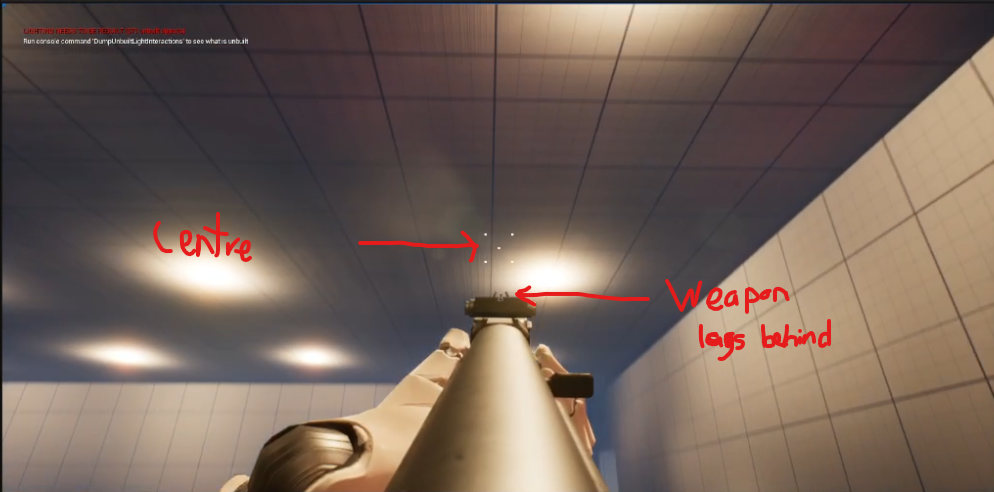 Run console command 'DumpUnbuiltLightInteractions' to see what is unbuilt
Centre
Weapon
lags behind